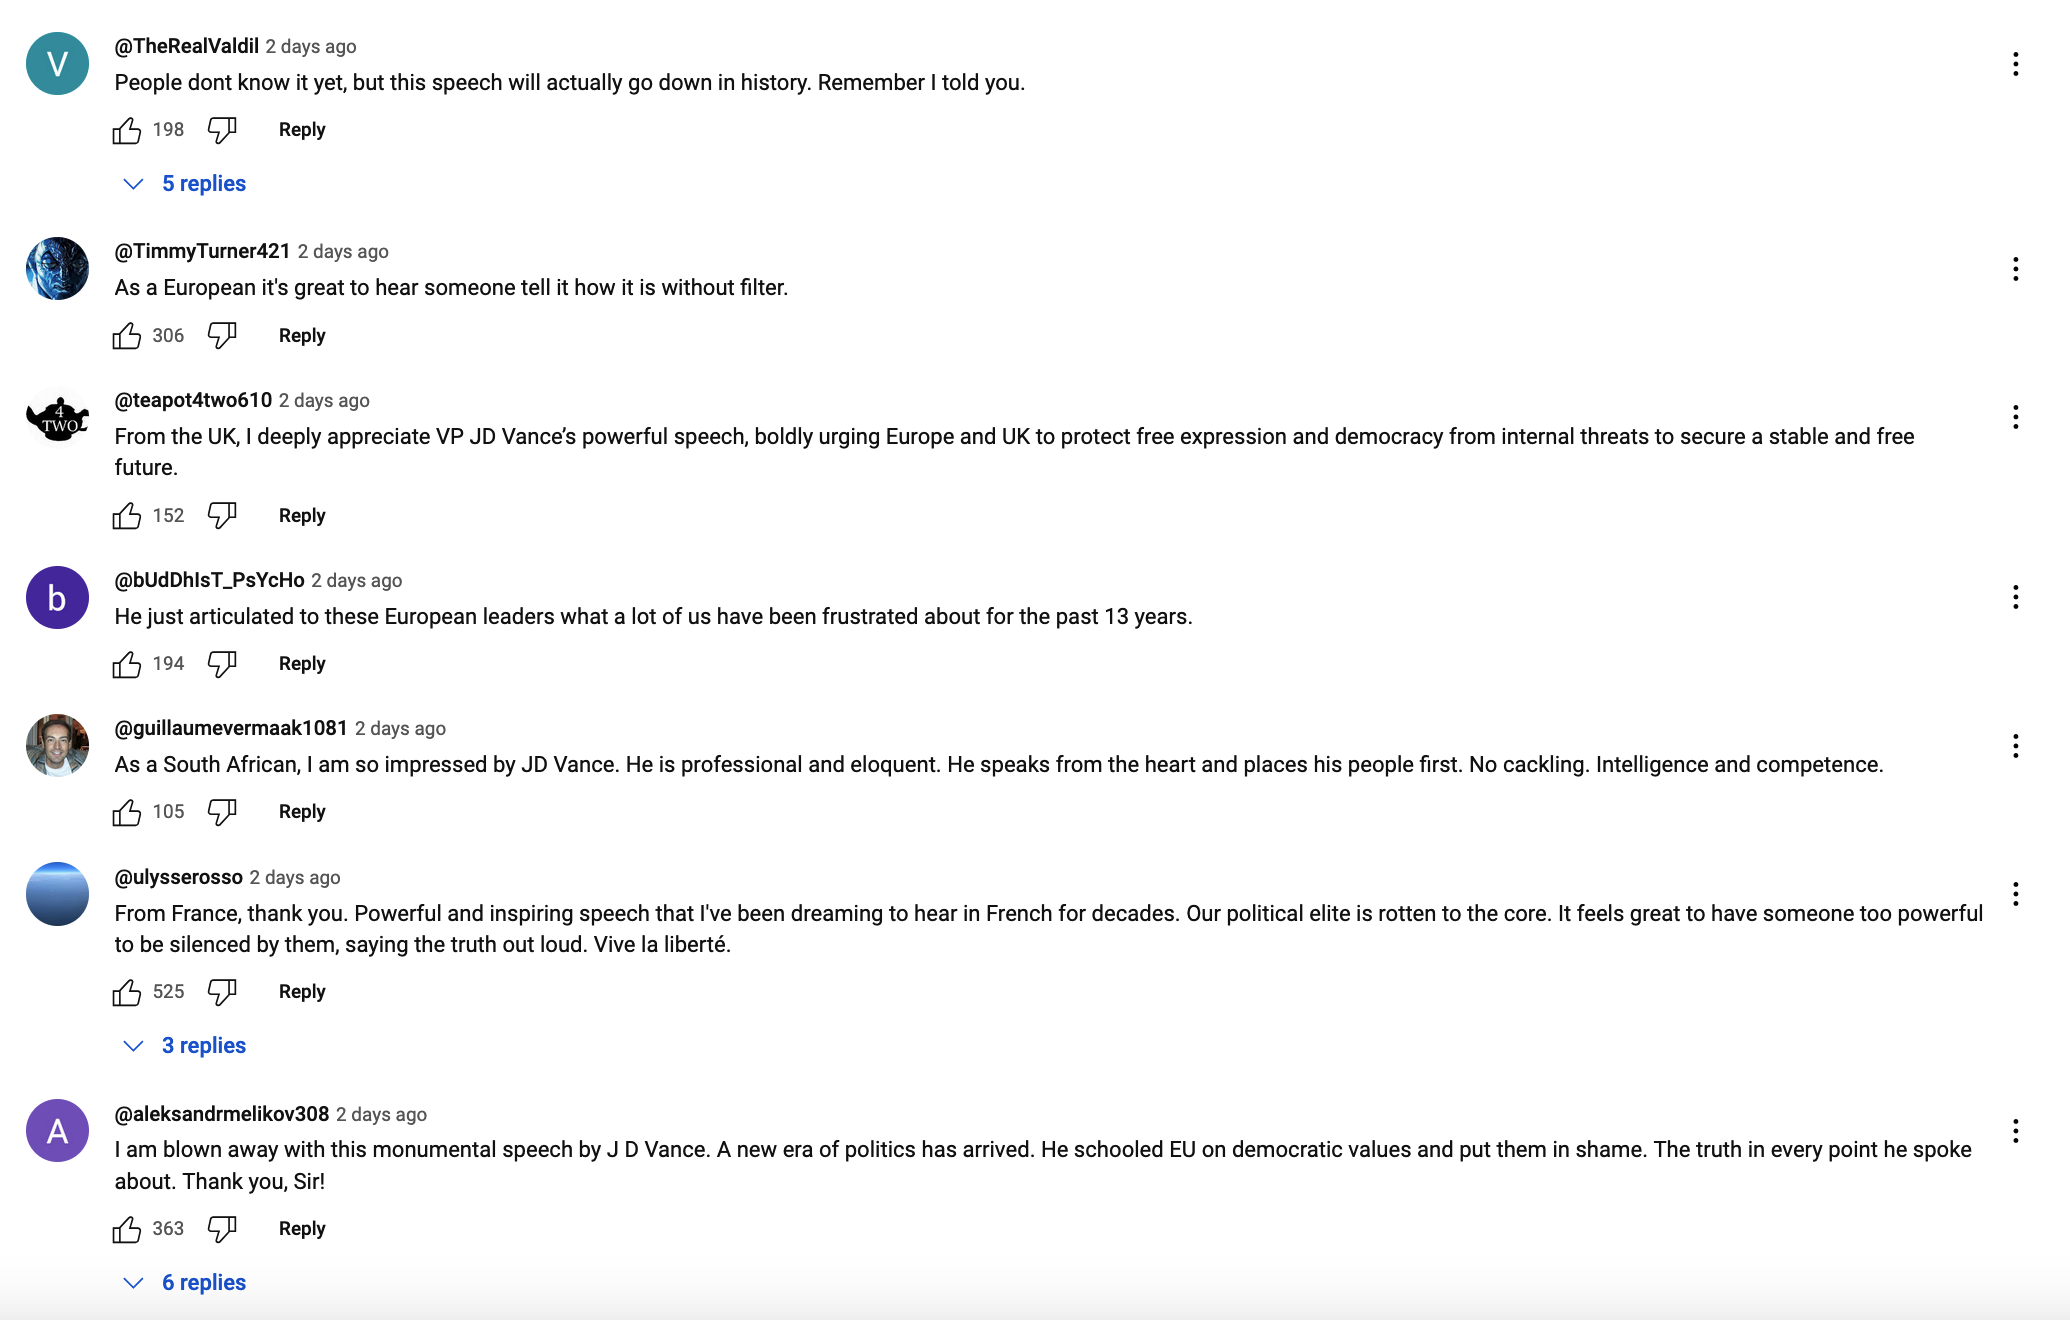 V
@TheRealValdil 2 days ago
People dont know it yet, but this speech will actually go down in history. Remember I told you.
198 Reply
5 replies
@TimmyTurner421 2 days ago
As a European it's great to hear someone tell it how it is without filter.
306 Reply
4
TWO
@teapot4two610 2 days ago
From the UK, I deeply appreciate VP JD Vance’s powerful speech, boldly urging Europe and UK to protect free expression and democracy from internal threats to secure a stable and free
future.
152 Reply
b
@bUdDhIsT_PsYcHo 2 days ago
He just articulated to these European leaders what a lot of us have been frustrated about for the past 13 years.
194 Reply
@guillaumevermaak1081 2 days ago
As a South African, I am so impressed by JD Vance. He is professional and eloquent. He speaks from the heart and places his people first. No cackling. Intelligence and competence.
105 Reply
@ulysserosso 2 days ago
From France, thank you. Powerful and inspiring speech that I've been dreaming to hear in French for decades. Our political elite is rotten to the core. It feels great to have someone too powerful
to be silenced by them, saying the truth out loud. Vive la liberté.
525 Reply
3 replies
A
@aleksandrmelikov308 2 days ago
I am blown away with this monumental speech by J D Vance. A new era of politics has arrived. He schooled EU on democratic values and put them in shame. The truth in every point he spoke
about. Thank you, Sir!
363 Reply
6 replies